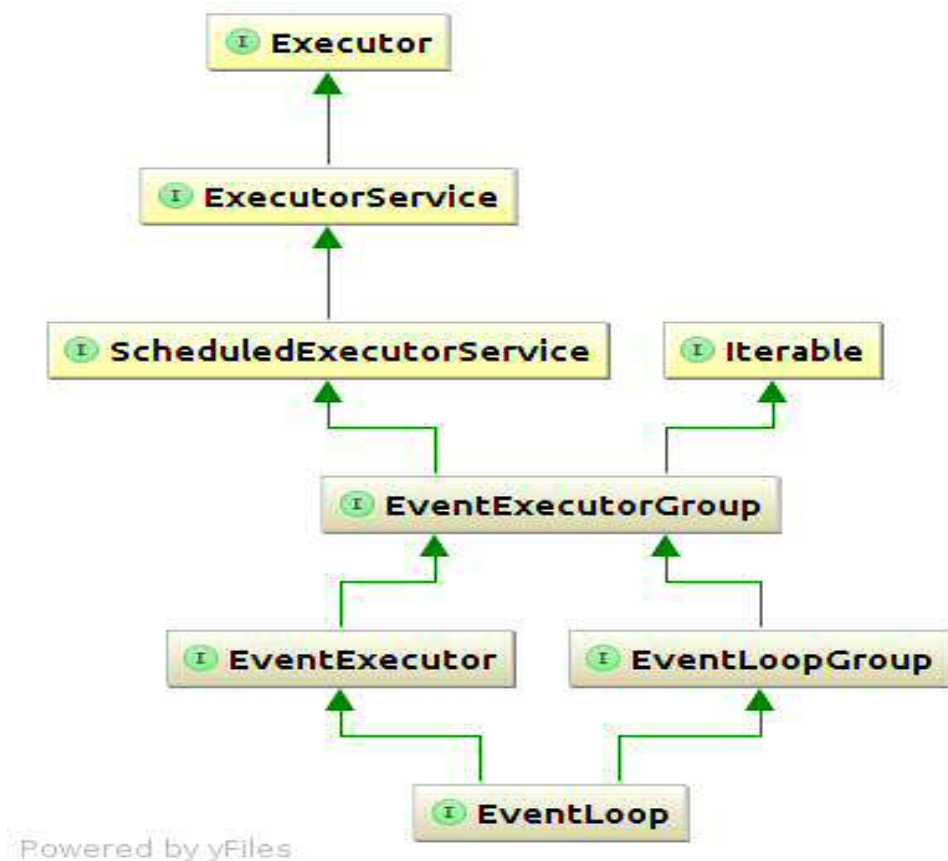 I Executor
I ExecutorService
I ScheduledExecutorService
I Iterable
I EventExecutorGroup
I EventExecutor
I EventLoopGroup
I EventLoop
Powered by yFiles